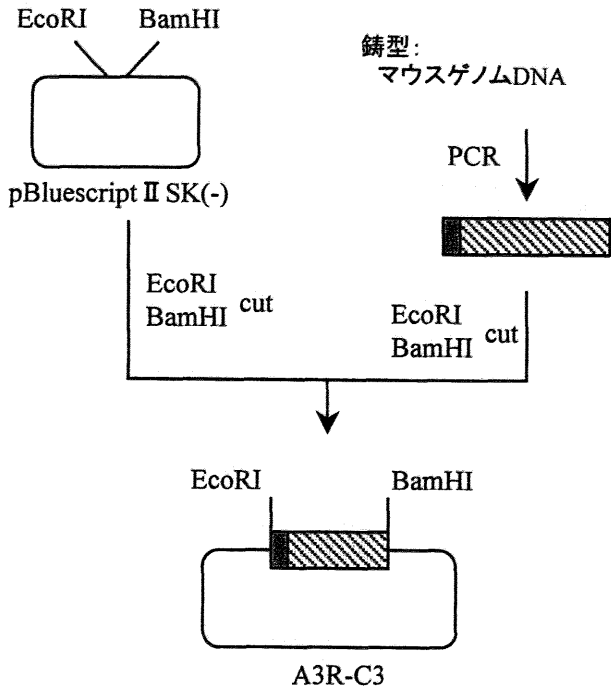 EcoRI BamHI
鋳型:
マウスゲノムDNA
PCR
pBluescript Ⅱ SK(-)
EcoRI
BamHI cut
EcoRI
BamHI cut
EcoRI BamHI
A3R-C3